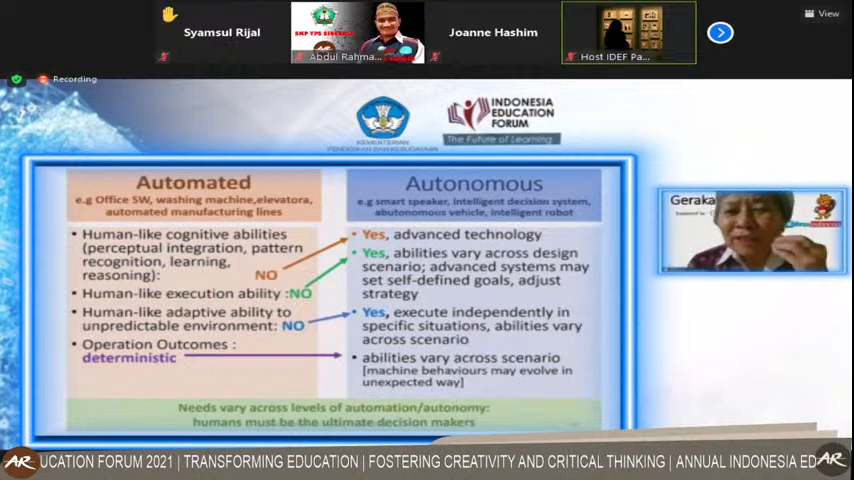 View
Syamsul Rijal
SMP YPS SINGKOLE
Abdul Rahma...
Joanne Hashim
Host IDEF Pa...
Recording
KEMENTERIAN
PENDIDIKAN DAN KEBUDAYAAN
INDONESIA
EDUCATION
FORUM
The Future of Learning
Automated
e.g Office SW, washing machine,elevatora,
automated manufacturing lines
• Human-like cognitive abilities
(perceptual integration, pattern
recognition, learning,
reasoning): NO
• Human-like execution ability :NO
• Human-like adaptive ability to
unpredictable environment: NO
• Operation Outcomes :
deterministic
Autonomous
e.g smart speaker, intelligent decision system,
abutonomous vehicle, intelligent robot
• Yes, advanced technology
• Yes, abilities vary across design
scenario; advanced systems may
set self-defined goals, adjust
strategy
• Yes, execute independently in
specific situations, abilities vary
across scenario
• abilities vary across scenario
[machine behaviours may evolve in
unexpected way]
Needs vary across levels of automation/autonomy:
humans must be the ultimate decision makers
Geraka
AR
UCATION FORUM 2021 | TRANSFORMING EDUCATION | FOSTERING CREATIVITY AND CRITICAL THINKING | ANNUAL INDONESIA ED
AR